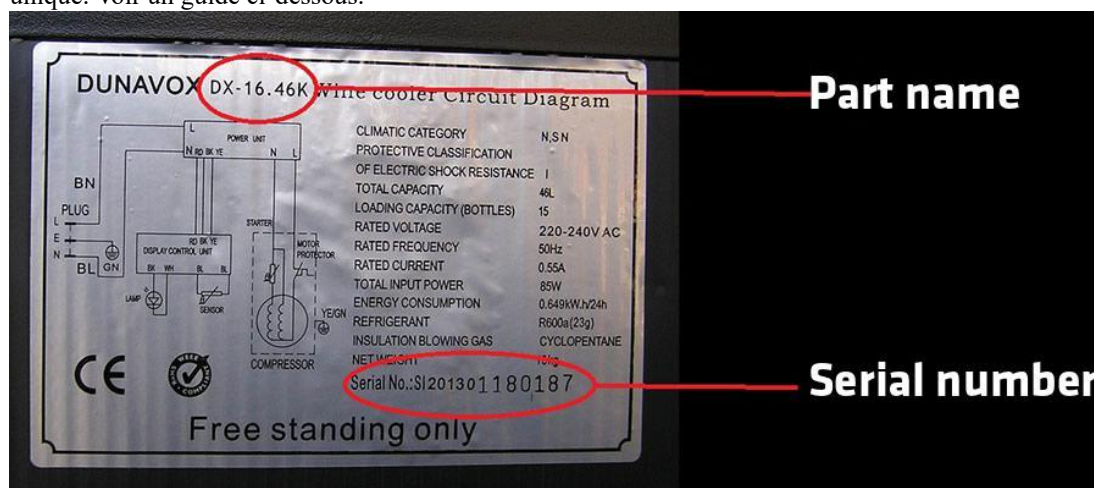 unique. Voir un guide ci-dessous.
DUNAVOX DX-16.46K Wine cooler Circuit Diagram
Part name
L
POWER UNIT
N RD BK YE N L
BN
PLUG
L
E
N
BL
GN
STARTER
MOTOR
PROTECTOR
RD BK YE
DISPLAY CONTROL UNIT
BK WH BL BL
LAMP
SENSOR
YE/GN
COMPRESSOR
CLIMATIC CATEGORY N,SN
PROTECTIVE CLASSIFICATION
OF ELECTRIC SHOCK RESISTANCE I
TOTAL CAPACITY 46L
LOADING CAPACITY (BOTTLES) 15
RATED VOLTAGE 220-240V AC
RATED FREQUENCY 50Hz
RATED CURRENT 0.55A
TOTAL INPUT POWER 85W
ENERGY CONSUMPTION 0.649kW.h/24h
REFRIGERANT R600a(23g)
INSULATION BLOWING GAS CYCLOPENTANE
NET WEIGHT
Serial No.:SI201301180187
Serial number
CE
Free standing only